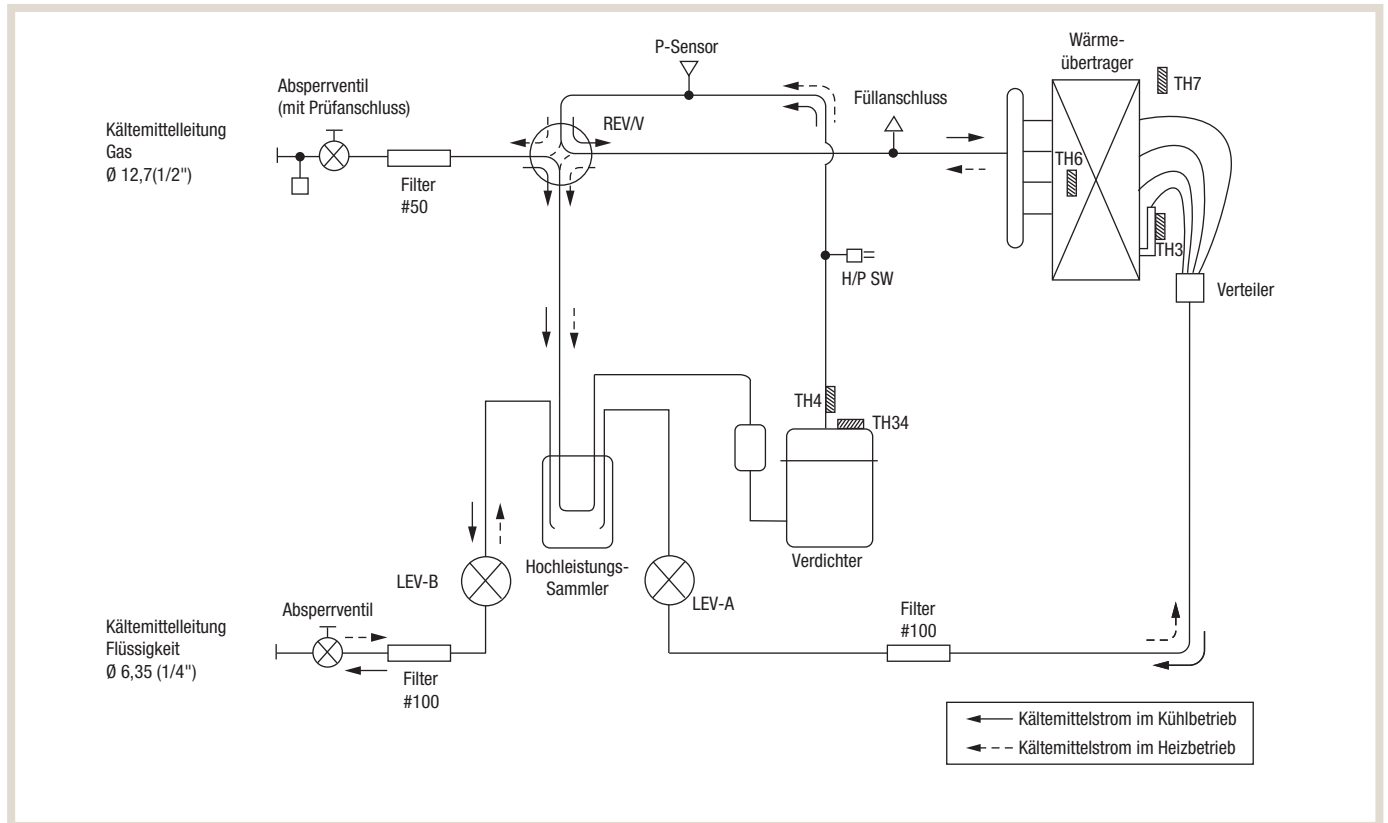 P-Sensor
Wärme-
übertrager
TH7
Absperrventil
(mit Prüfanschluss)
Füllanschluss
REV/V
Kältemittelleitung
Gas
Ø 12,7(1/2")
Filter
#50
TH6
TH3
H/P SW
Verteiler
TH4
TH34
Verdichter
Hochleistungs-
Sammler
LEV-B
LEV-A
Absperrventil
Kältemittelleitung
Flüssigkeit
Ø 6,35 (1/4")
Filter
#100
Filter
#100
Kältemittelstrom im Kühlbetrieb
Kältemittelstrom im Heizbetrieb